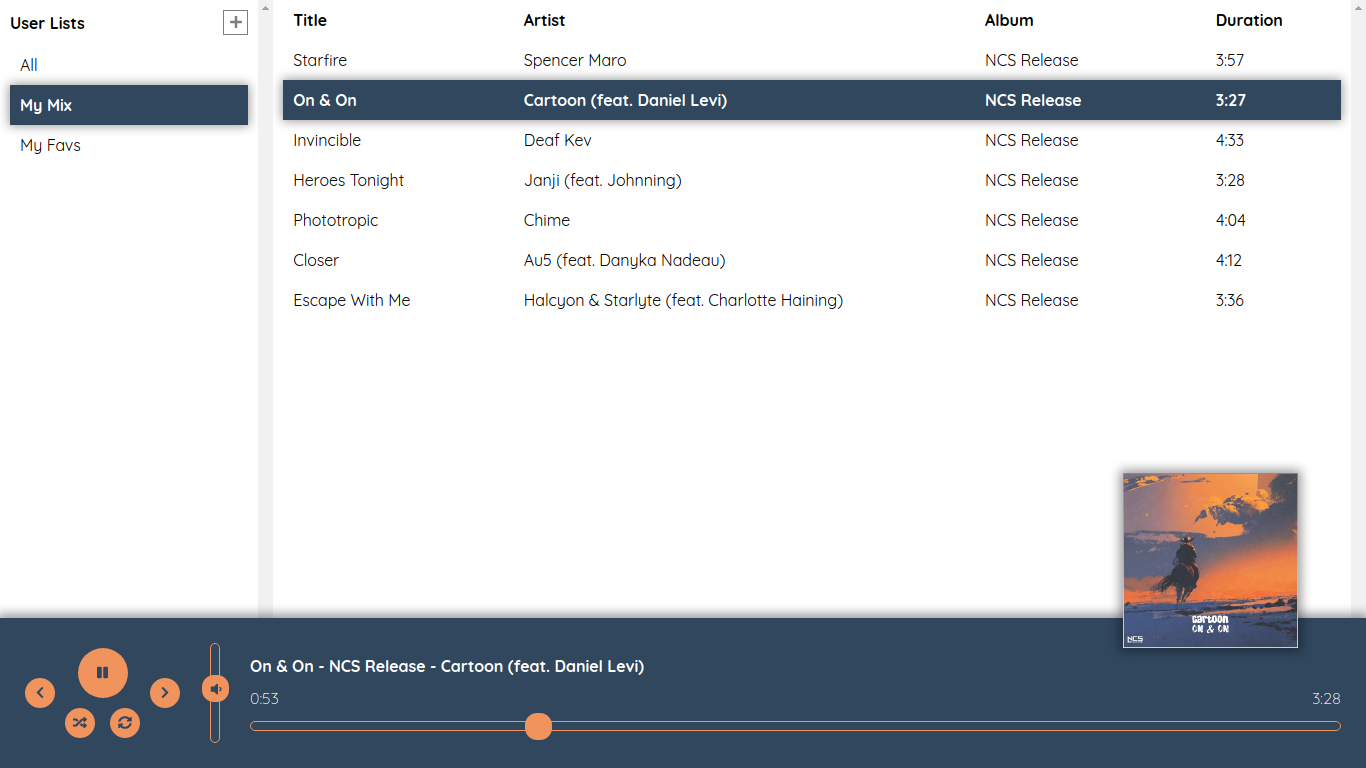 User Lists
All
My Mix
My Favs
Title Artist Album Duration
Starfire Spencer Maro NCS Release 3:57
On & On Cartoon (feat. Daniel Levi) NCS Release 3:27
Invincible Deaf Kev NCS Release 4:33
Heroes Tonight Janji (feat. Johnning) NCS Release 3:28
Phototropic Chime NCS Release 4:04
Closer Au5 (feat. Danyka Nadeau) NCS Release 4:12
Escape With Me Halcyon & Starlyte (feat. Charlotte Haining) NCS Release 3:36
cartoon
ON & ON
NCS
On & On - NCS Release - Cartoon (feat. Daniel Levi)
0:53 3:28